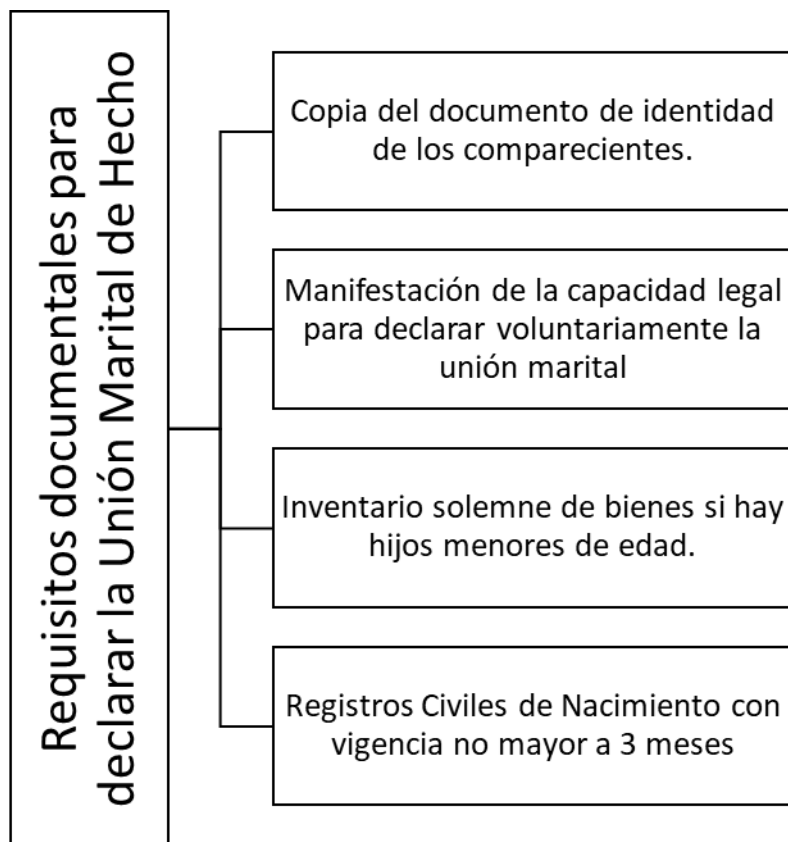 Requisitos documentales para
declarar la Unión Marital de Hecho
Copia del documento de identidad
de los comparecientes.
Manifestación de la capacidad legal
para declarar voluntariamente la
unión marital
Inventario solemne de bienes si hay
hijos menores de edad.
Registros Civiles de Nacimiento con
vigencia no mayor a 3 meses